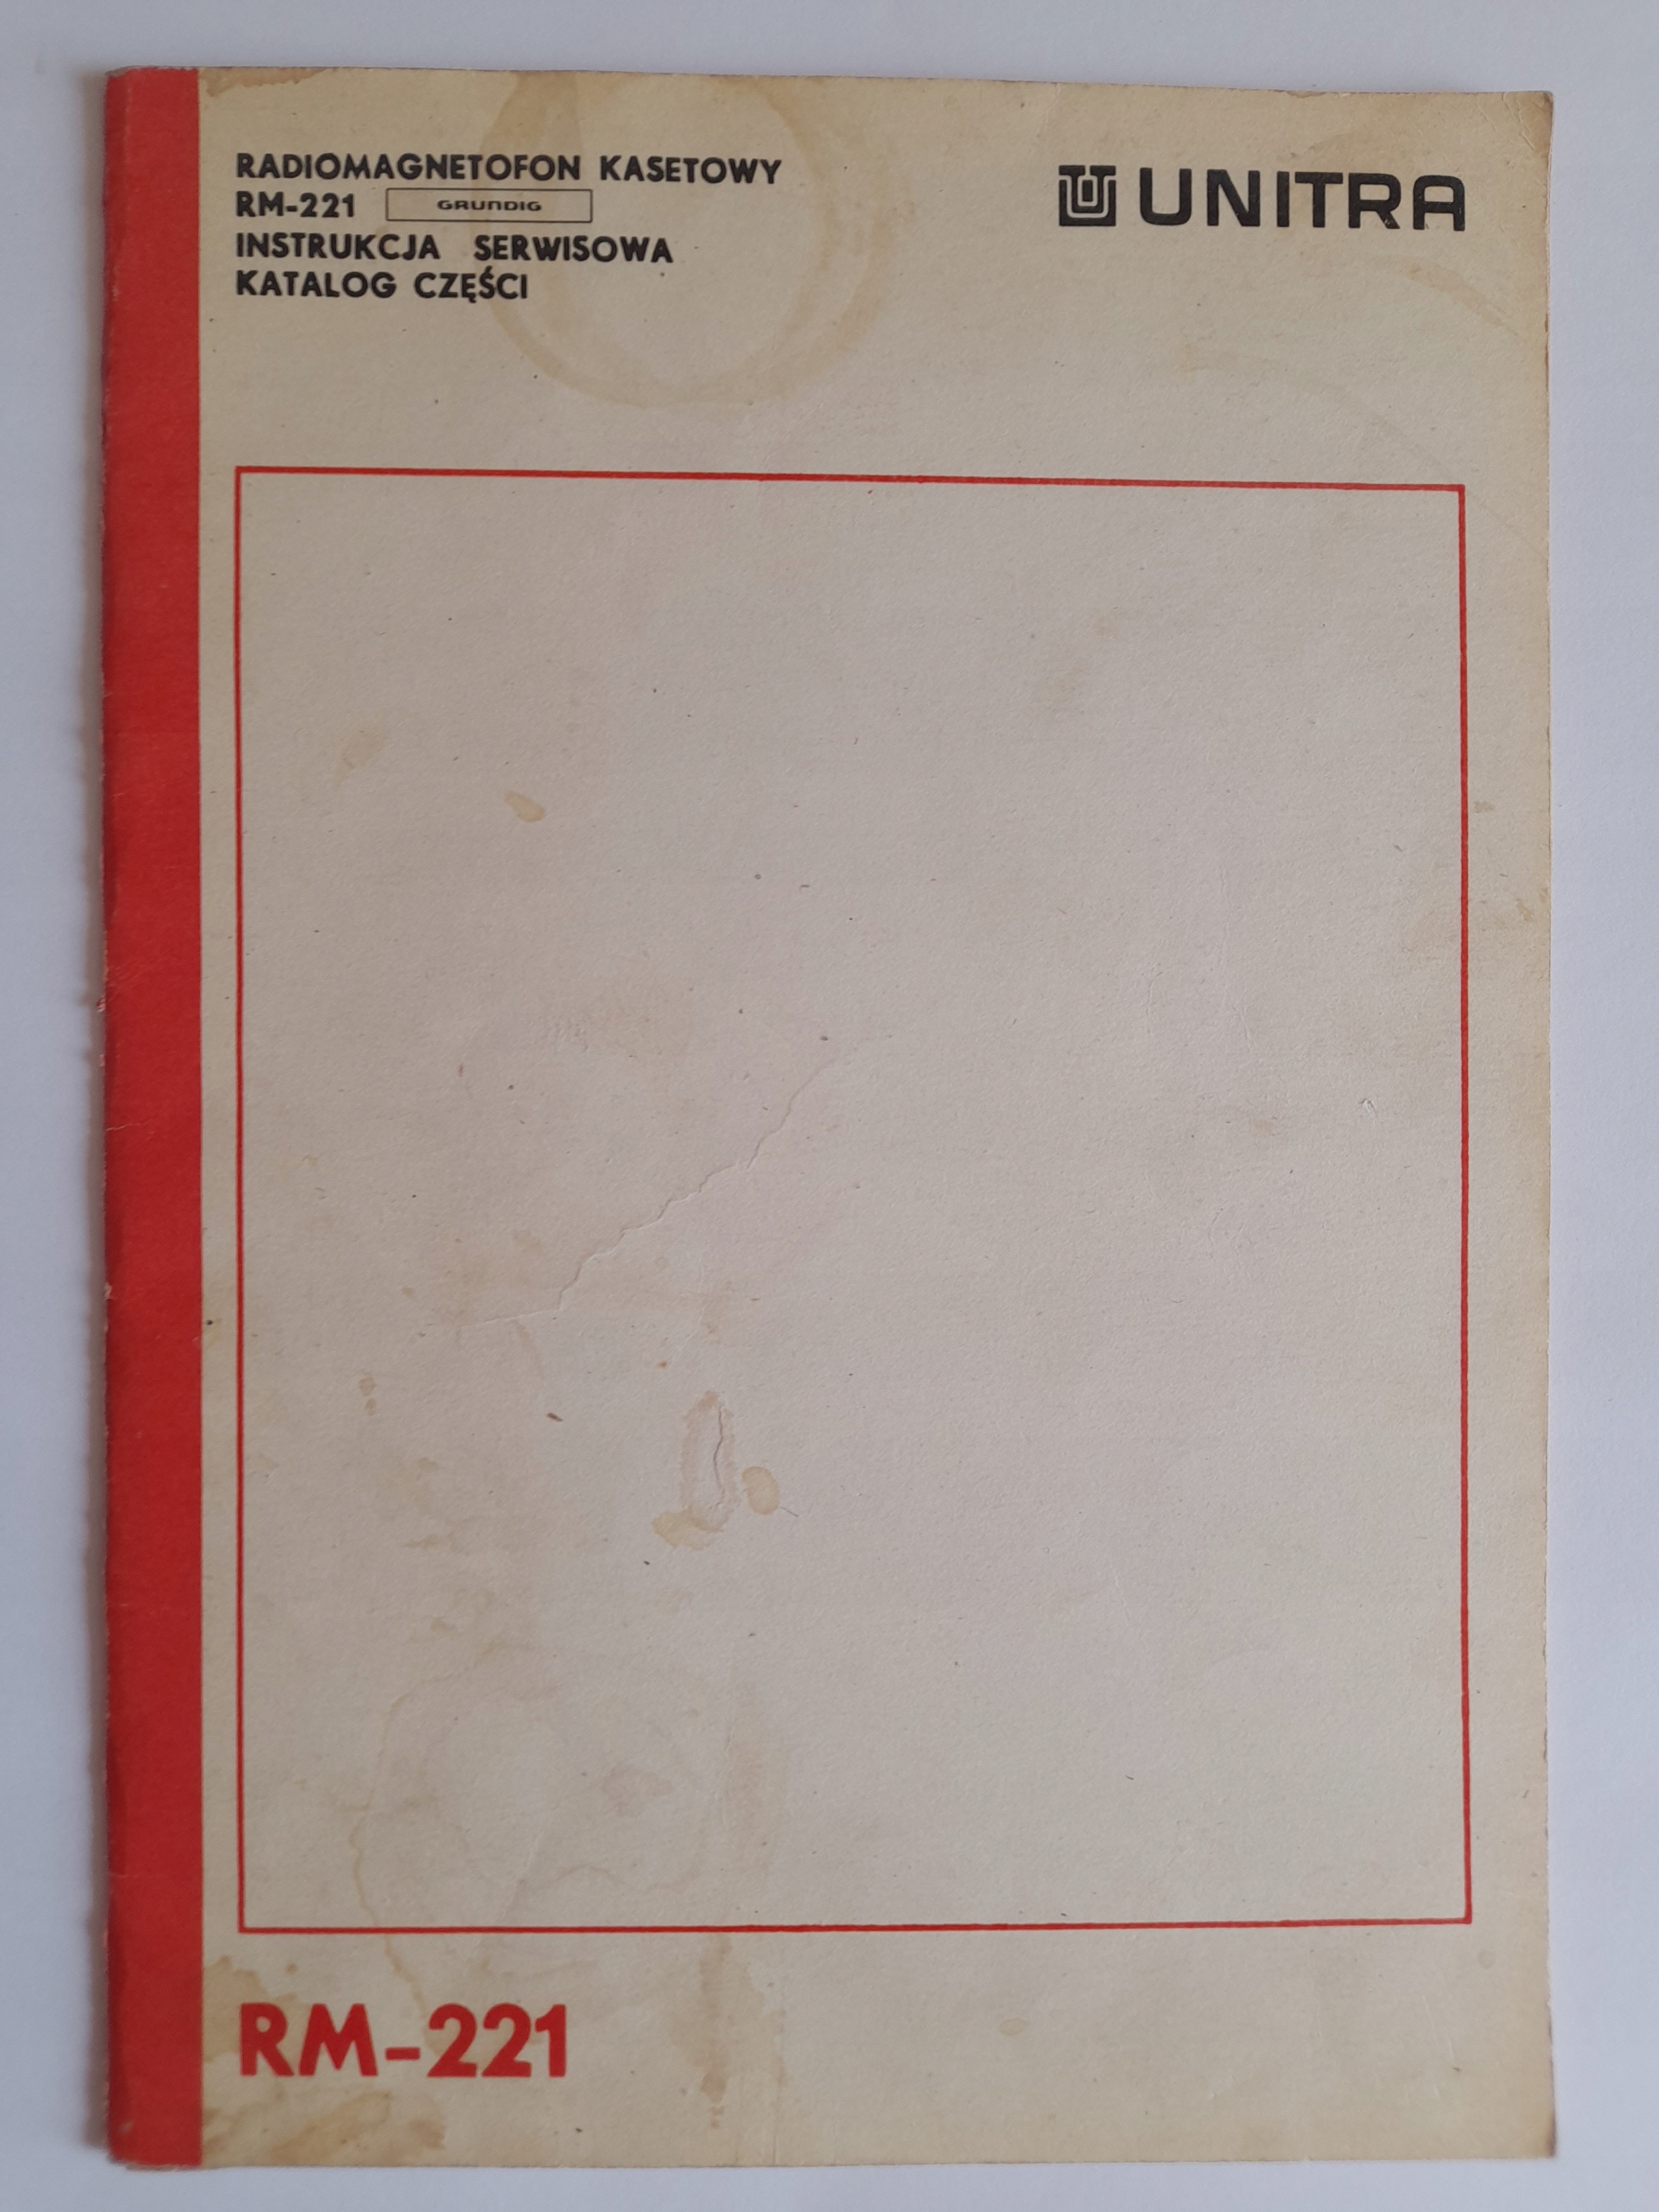 RADIOMAGNETOFON KASETOWY
RM-221 GRUNDIG
INSTRUKCJA SERWISOWA
KATALOG CZĘŚCI
UNITRA
RM-221